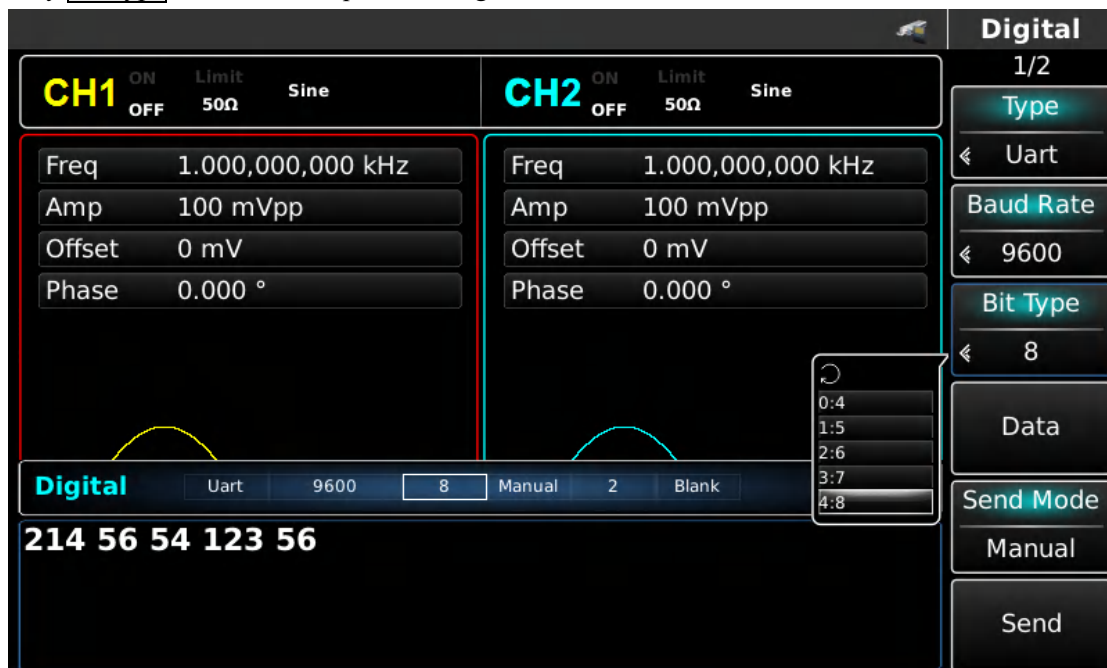 Digital
1/2
CH1 ON OFF Limit 50Ω Sine
CH2 ON OFF Limit 50Ω Sine
Type
Uart
Freq 1.000,000,000 kHz
Amp 100 mVpp
Offset 0 mV
Phase 0.000 °
Freq 1.000,000,000 kHz
Amp 100 mVpp
Offset 0 mV
Phase 0.000 °
Baud Rate
9600
Bit Type
8
0:4
1:5
2:6
3:7
4:8
Data
Digital Uart 9600 8 Manual 2 Blank
214 56 54 123 56
Send Mode
Manual
Send